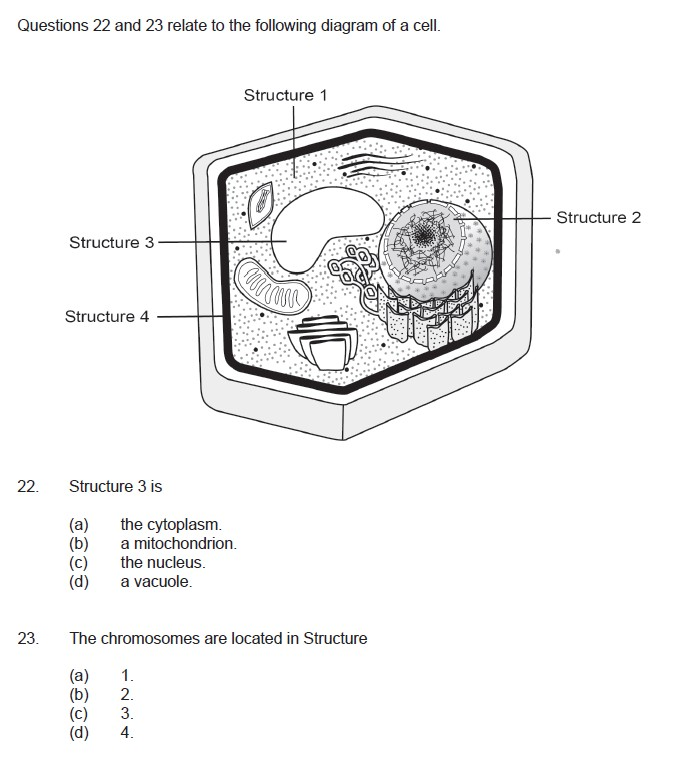 Questions 22 and 23 relate to the following diagram of a cell.
Structure 1
Structure 2
Structure 3
Structure 4
22. Structure 3 is
(a) the cytoplasm.
(b) a mitochondrion.
(c) the nucleus.
(d) a vacuole.
23. The chromosomes are located in Structure
(a) 1.
(b) 2.
(c) 3.
(d) 4.